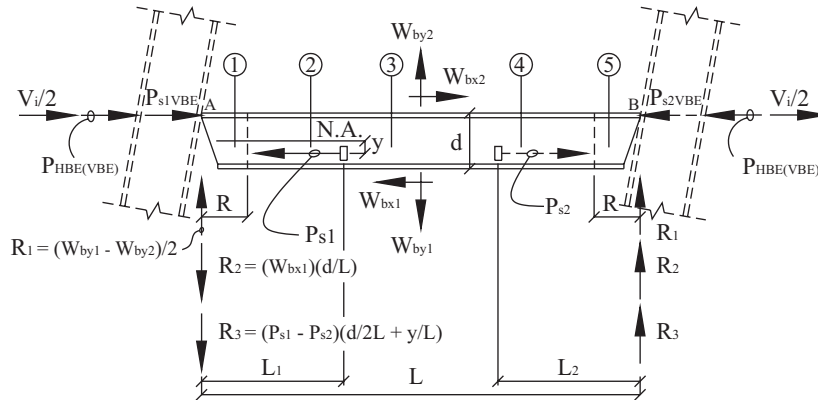 W_by2
① ② ③ ④ ⑤
W_bx2
V_i/2 P_s1VBE A B P_s2VBE V_i/2
N.A.
y d
P_HBE(VBE) P_HBE(VBE)
R W_bx1 P_s2 R
P_s1
W_by1
R_1 = (W_by1 - W_by2)/2 R_1
R_2 = (W_bx1)(d/L) R_2
R_3 = (P_s1 - P_s2)(d/2L + y/L) R_3
L_1 L L_2